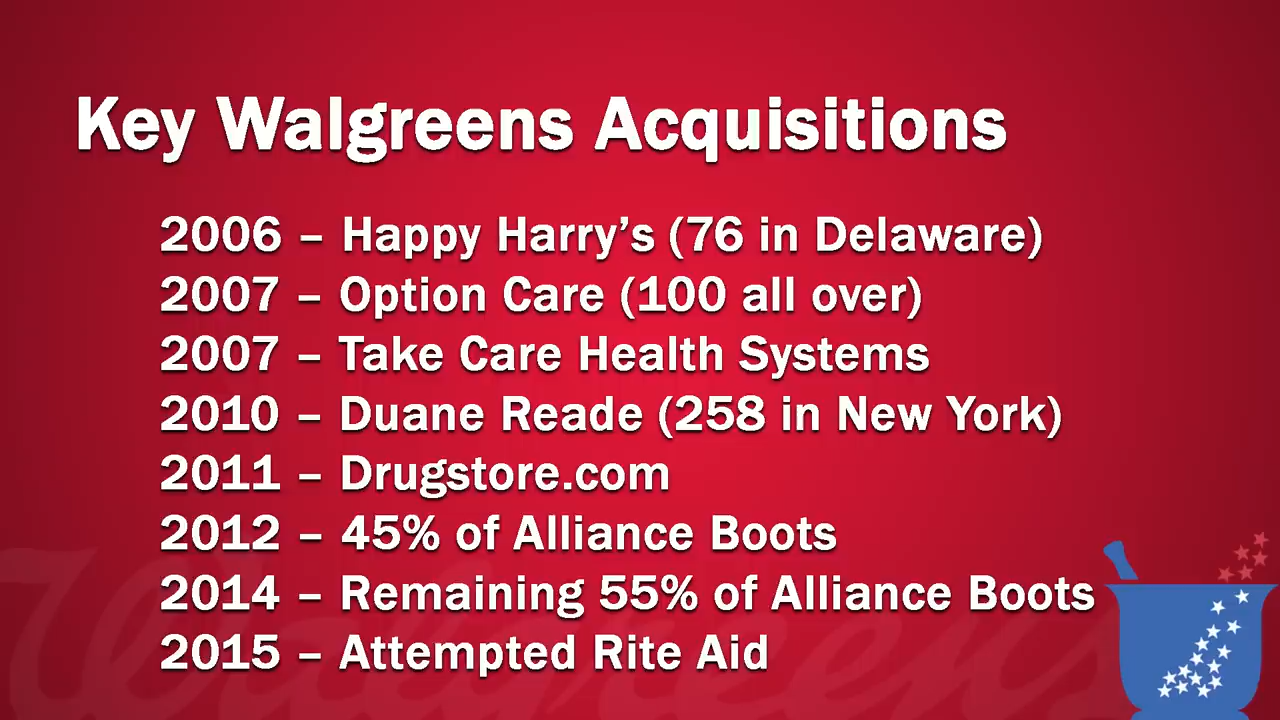 Key Walgreens Acquisitions
2006 – Happy Harry’s (76 in Delaware)
2007 – Option Care (100 all over)
2007 – Take Care Health Systems
2010 – Duane Reade (258 in New York)
2011 – Drugstore.com
2012 – 45% of Alliance Boots
2014 – Remaining 55% of Alliance Boots
2015 – Attempted Rite Aid
Walgreens